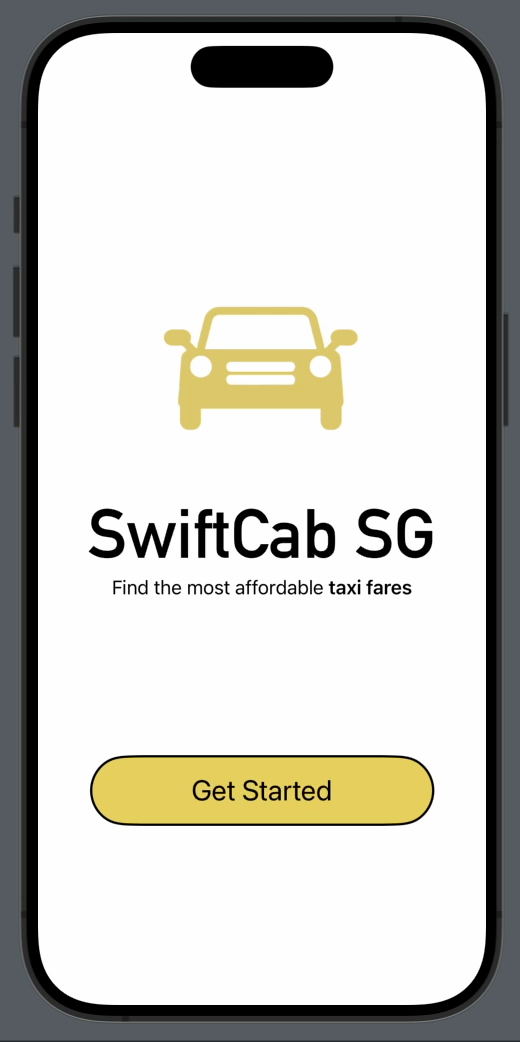 SwiftCab SG
Find the most affordable taxi fares
Get Started